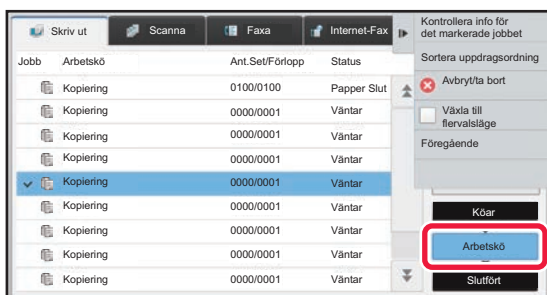 Skriv ut Scanna Faxa Internet-Fax
Kontrollera info för
det markerade jobbet
Sortera uppdragsordning
Avbryt/ta bort
Växla till
flervalsläge
Föregående
Jobb Arbetskö Ant.Set/Förlopp Status
Kopiering 0100/0100 Papper Slut
Kopiering 0000/0001 Väntar
Kopiering 0000/0001 Väntar
Kopiering 0000/0001 Väntar
Kopiering 0000/0001 Väntar
Kopiering 0000/0001 Väntar
Kopiering 0000/0001 Väntar
Kopiering 0000/0001 Väntar
Kopiering 0000/0001 Väntar
Köar
Arbetskö
Slutfört